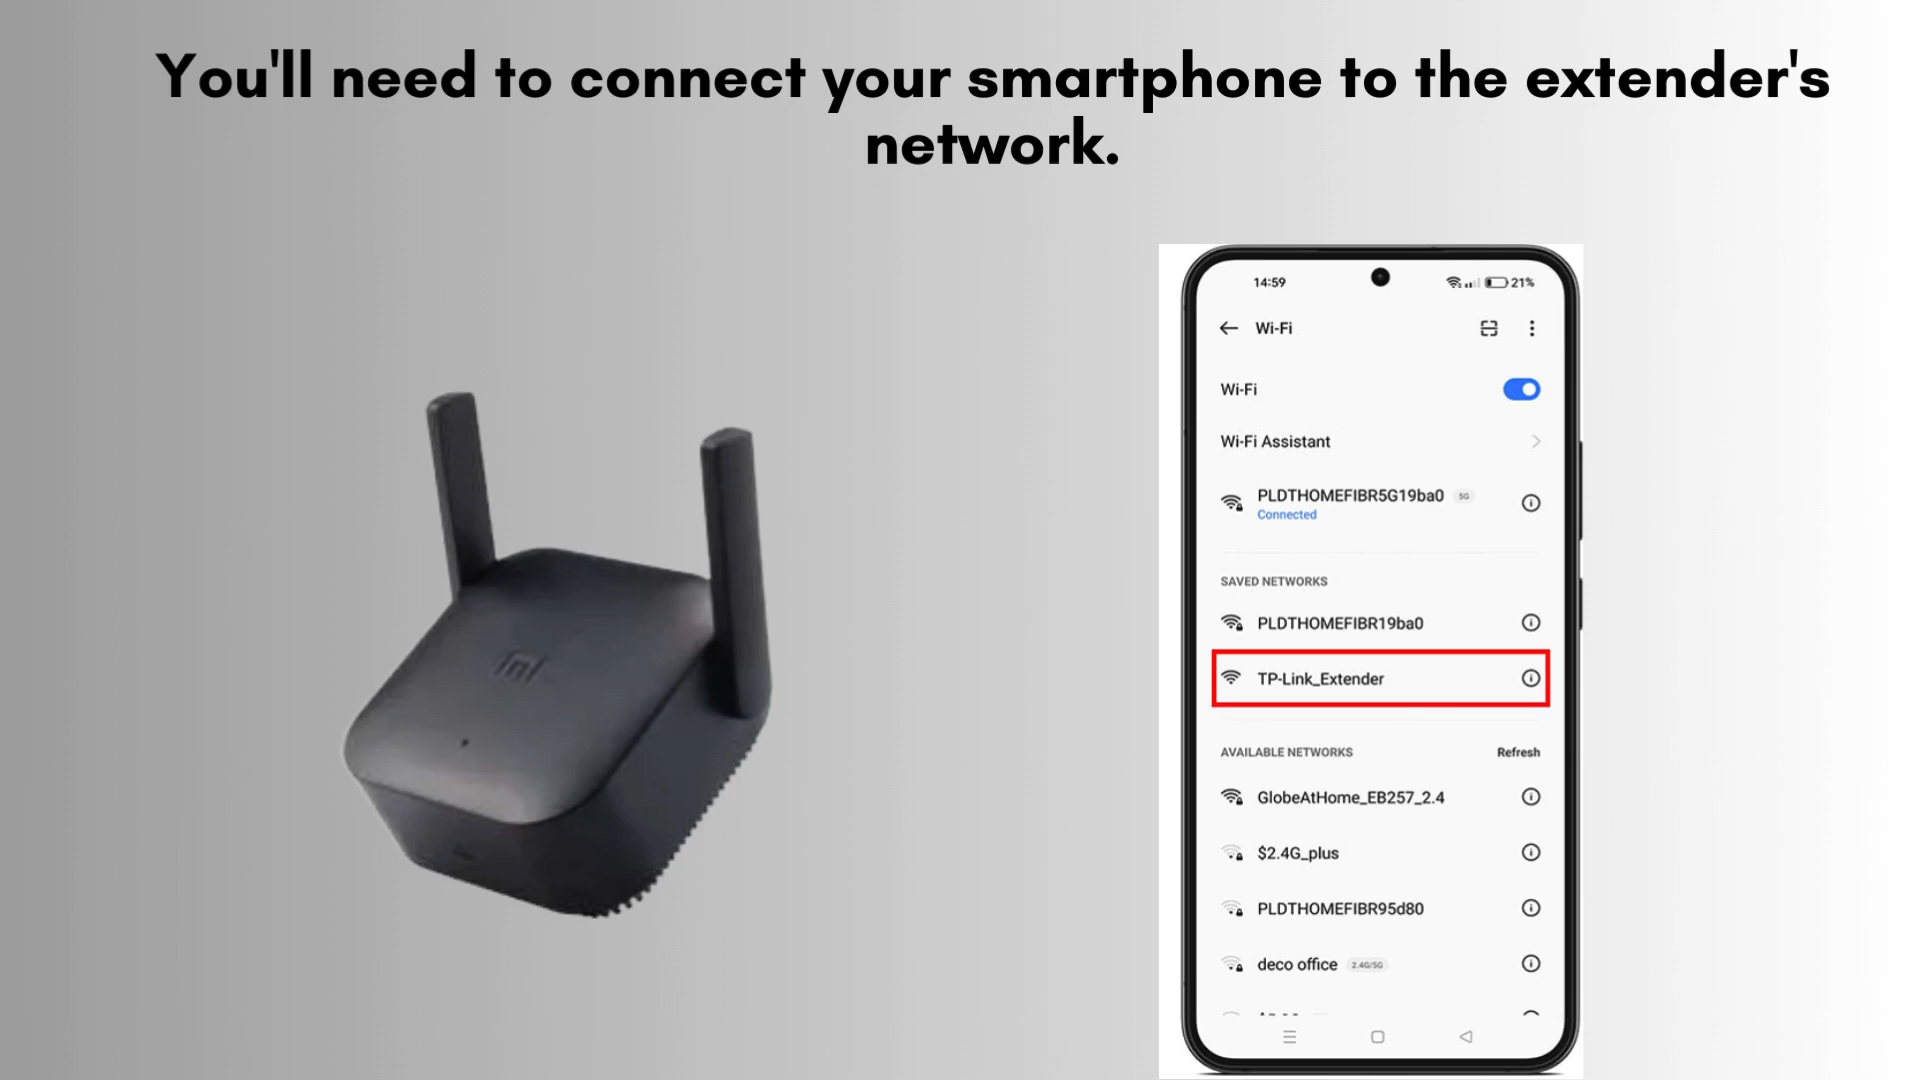 You'll need to connect your smartphone to the extender's
network.
mi
14:59
21%
Wi-Fi
Wi-Fi
Wi-Fi Assistant
PLDTHOMEFIBR5G19ba0 5G
Connected
SAVED NETWORKS
PLDTHOMEFIBR19ba0
TP-Link_Extender
AVAILABLE NETWORKS Refresh
GlobeAtHome_EB257_2.4
$2.4G_plus
PLDTHOMEFIBR95d80
deco office 2.4G/5G